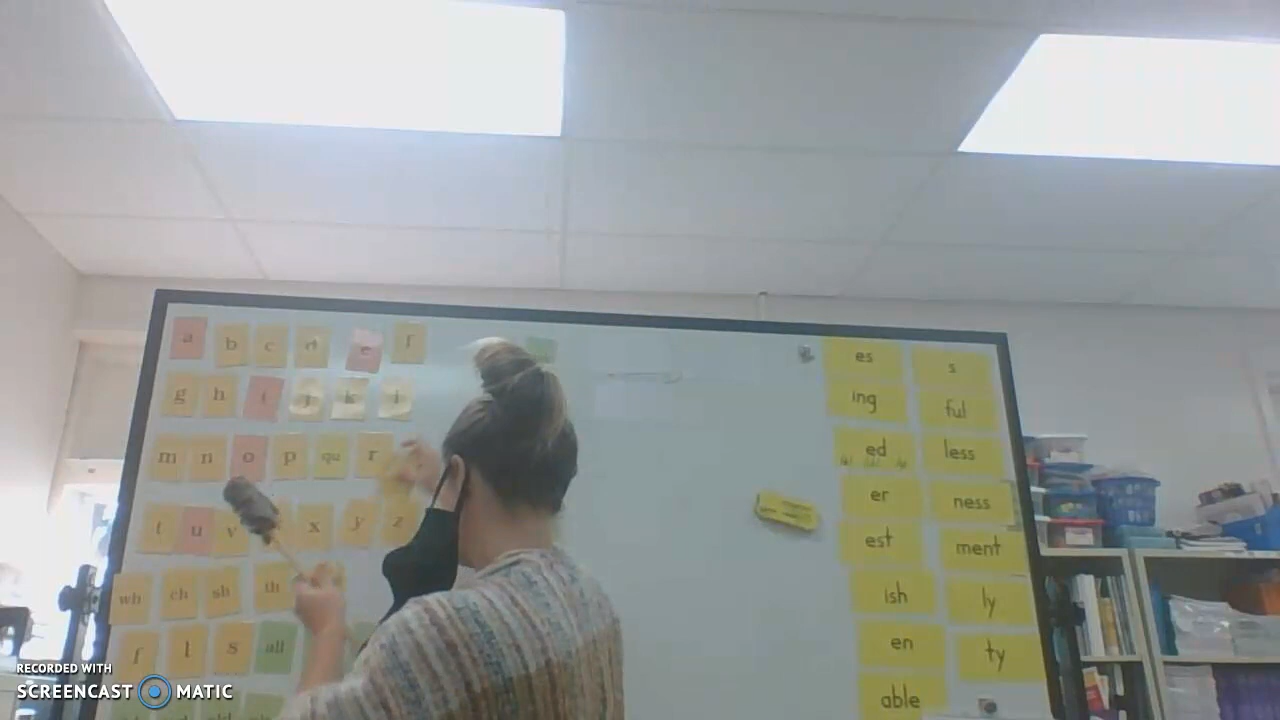 a b c d e f
g h i j k l
m n o p qu r
t u v x y z
wh ch sh th
f l s all
es s
ing ful
ed less
er ness
est ment
ish ly
en ty
able
RECORDED WITH
SCREENCAST MATIC